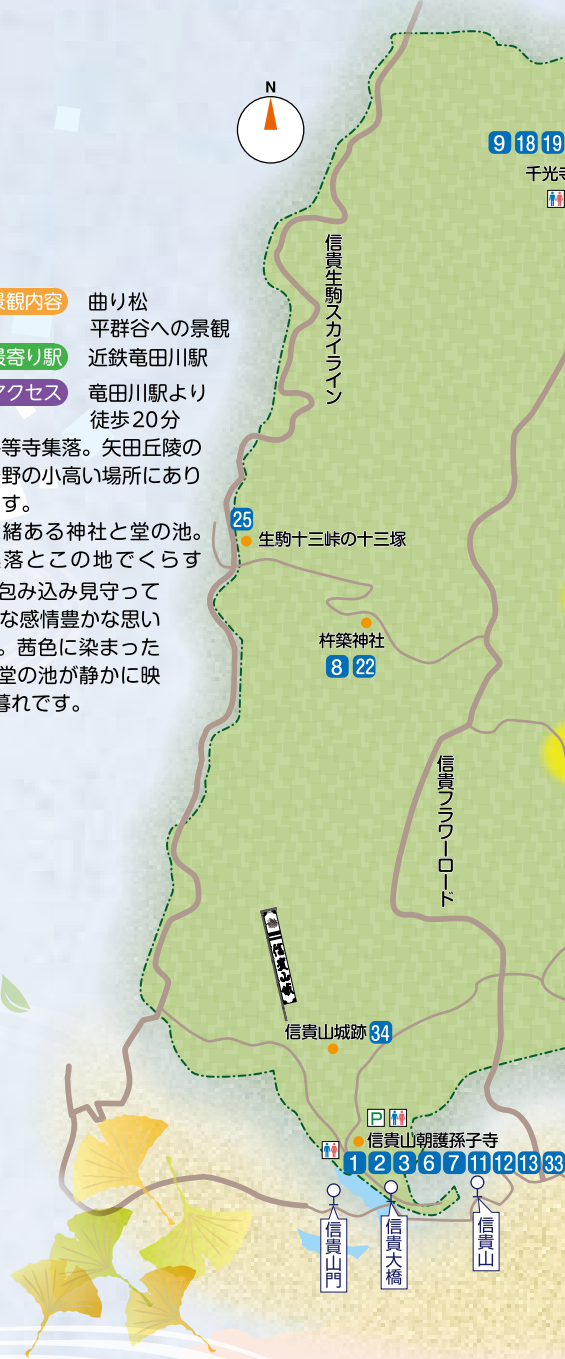 N
9 18 19
千光寺
信貴生駒スカイライン
景観内容 曲り松
平群谷への景観
最寄り駅 近鉄竜田川駅
アクセス 竜田川駅より
徒歩20分
等寺集落。矢田丘陵の
野の小高い場所にあり
す。
緒ある神社と堂の池。
落とこの地でくらす
包み込み見守って
な感情豊かな思い
。茜色に染まった
堂の池が静かに映
暮れです。
25
生駒十三峠の十三塚
杵築神社
8 22
信貴フラワーロード
信貴山城
信貴山城跡 34
P
信貴山朝護孫子寺
1 2 3 6 7 11 12 13 33
信貴山門
信貴大橋
信貴山